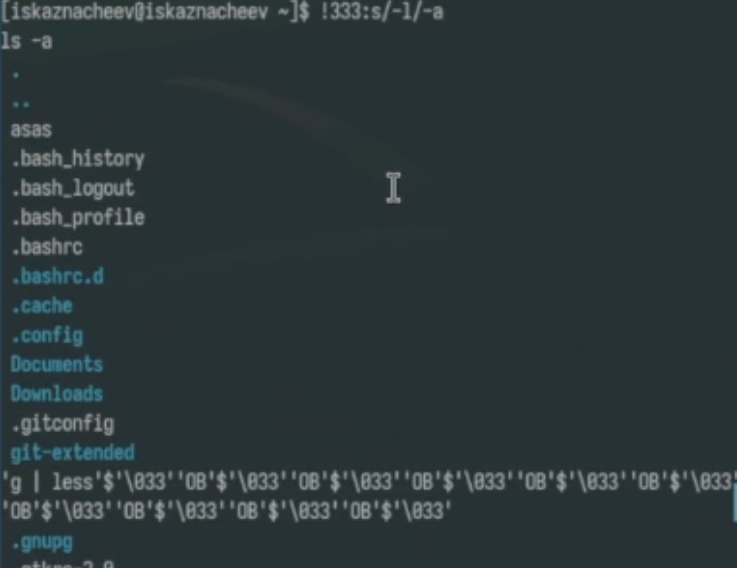 [iskaznacheev@iskaznacheev ~]$ !333:s/-l/-a
ls -a
.
..
asas
.bash_history
.bash_logout
.bash_profile
.bashrc
.bashrc.d
.cache
.config
Documents
Downloads
.gitconfig
git-extended
'g | less'$'\033''OB'$'\033''OB'$'\033''OB'$'\033''OB'$'\033''OB'$'\033''OB'$'\033'
'OB'$'\033''OB'$'\033''OB'$'\033''OB'$'\033'
.gnupg